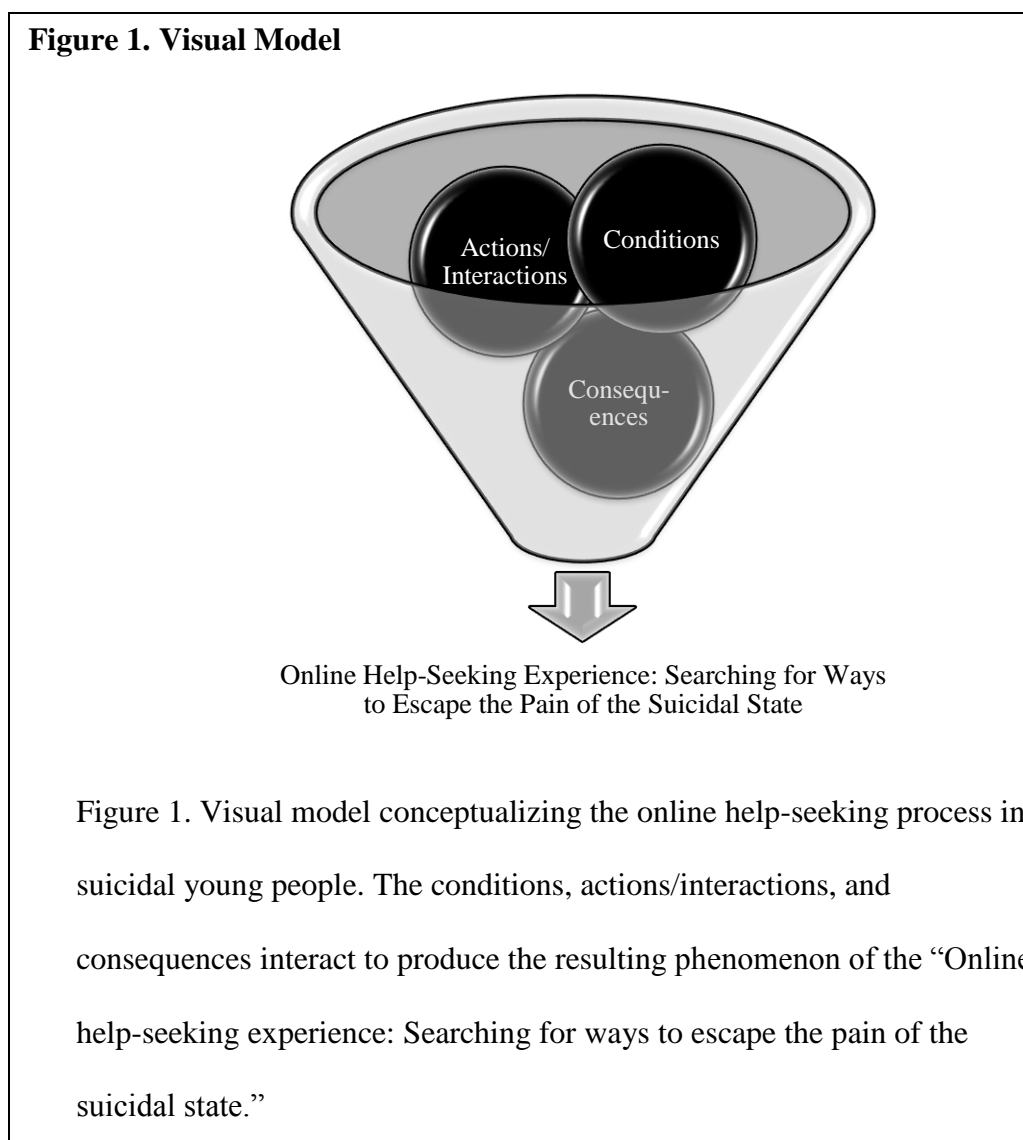 Figure 1. Visual Model
Actions/
Interactions
Conditions
Consequ-
ences
Online Help-Seeking Experience: Searching for Ways
to Escape the Pain of the Suicidal State
Figure 1. Visual model conceptualizing the online help-seeking process in
suicidal young people. The conditions, actions/interactions, and
consequences interact to produce the resulting phenomenon of the “Online
help-seeking experience: Searching for ways to escape the pain of the
suicidal state.”